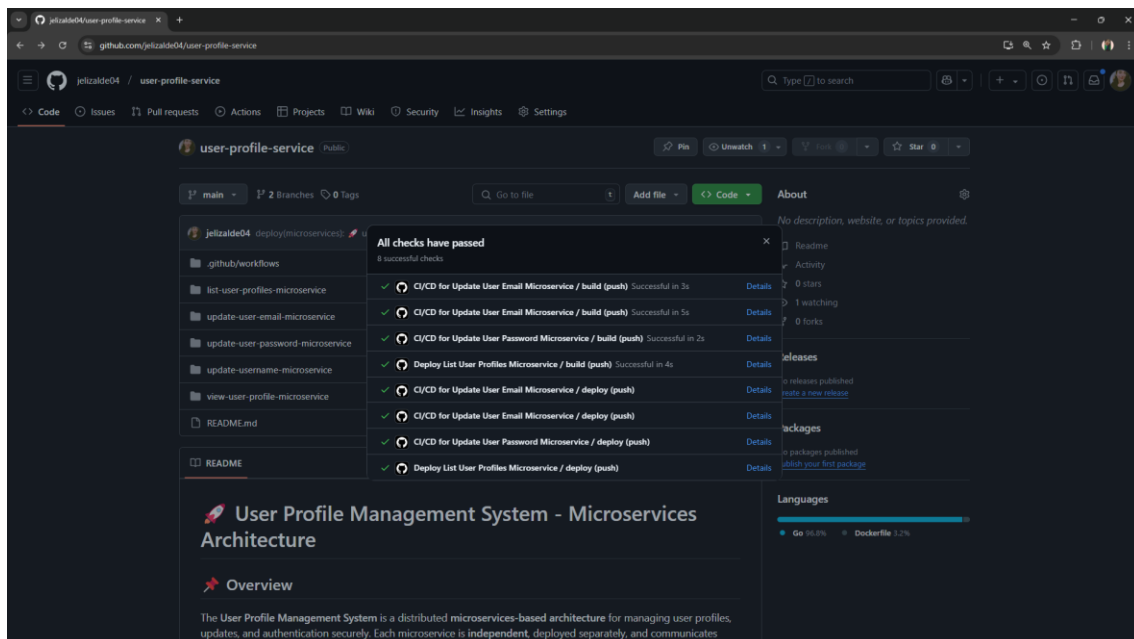 jelizalde04/user-profile-service
github.com/jelizalde04/user-profile-service
jelizalde04 / user-profile-service
Type / to search
Code Issues Pull requests Actions Projects Wiki Security Insights Settings
user-profile-service Public
Pin Unwatch 1 Fork Star 0
main 2 Branches 0 Tags
Go to file
Add file
Code
About
No description, website, or topics provided.
Readme
Activity
0 stars
1 watching
0 forks
jelizalde04 deploy(microservices):
.github/workflows
list-user-profiles-microservice
update-user-email-microservice
update-user-password-microservice
update-username-microservice
view-user-profile-microservice
README.md
All checks have passed
8 successful checks
CI/CD for Update User Email Microservice / build (push) Successful in 3s Details
CI/CD for Update User Email Microservice / build (push) Successful in 5s Details
CI/CD for Update User Password Microservice / build (push) Successful in 2s Details
Deploy List User Profiles Microservice / build (push) Successful in 4s Details
CI/CD for Update User Email Microservice / deploy (push) Details
CI/CD for Update User Email Microservice / deploy (push) Details
CI/CD for Update User Password Microservice / deploy (push) Details
Deploy List User Profiles Microservice / deploy (push) Details
Releases
No releases published
Create a new release
Packages
No packages published
Publish your first package
Languages
Go 96.8% Dockerfile 3.2%
README
User Profile Management System - Microservices
Architecture
Overview
The User Profile Management System is a distributed microservices-based architecture for managing user profiles,
updates, and authentication securely. Each microservice is independent, deployed separately, and communicates